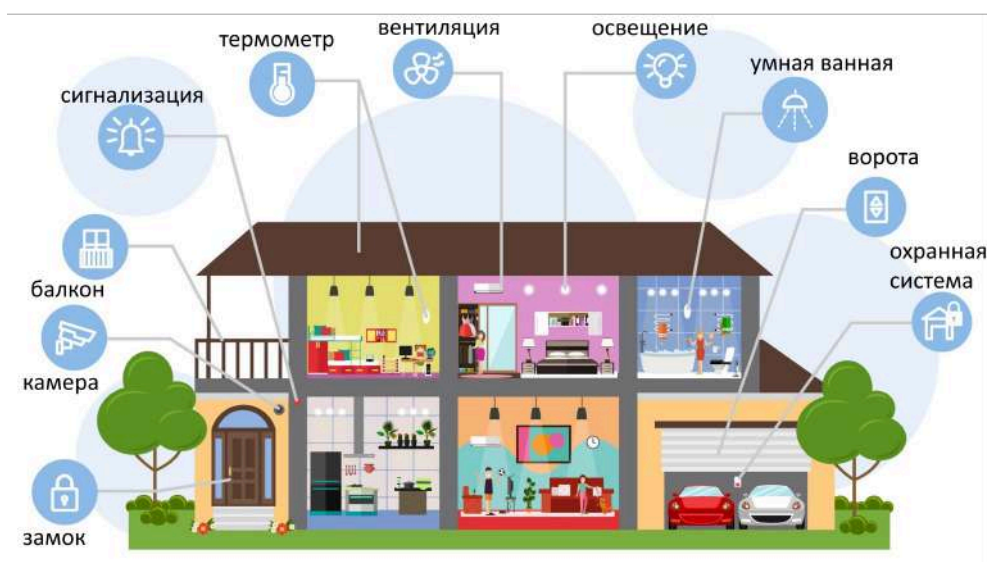 термометр
вентиляция
освещение
умная ванная
сигнализация
ворота
охранная
система
балкон
камера
замок